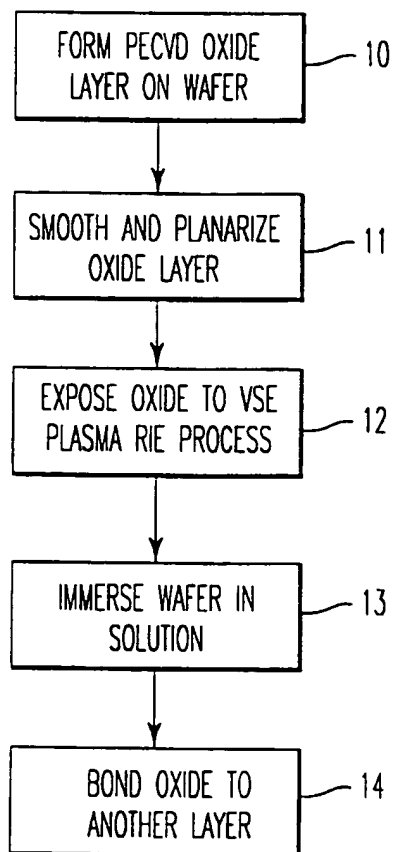 FORM PECVD OXIDE
LAYER ON WAFER
10
SMOOTH AND PLANARIZE
OXIDE LAYER
11
EXPOSE OXIDE TO VSE
PLASMA RIE PROCESS
12
IMMERSE WAFER IN
SOLUTION
13
BOND OXIDE TO
ANOTHER LAYER
14